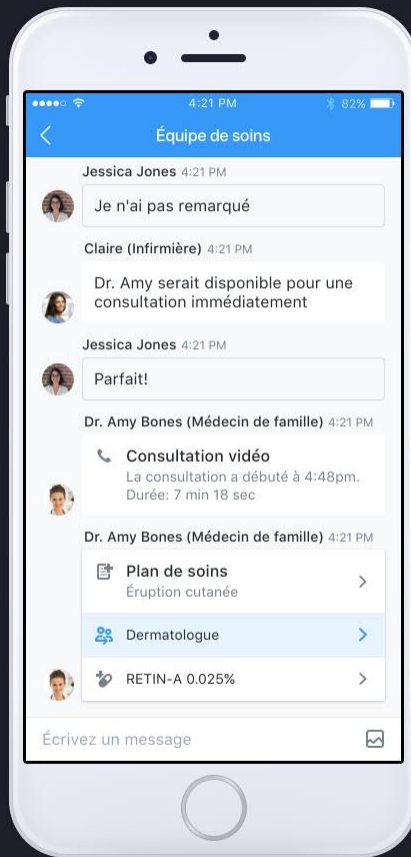 4:21 PM
82%
Équipe de soins
Jessica Jones 4:21 PM
Je n'ai pas remarqué
Claire (Infirmière) 4:21 PM
Dr. Amy serait disponible pour une
consultation immédiatement
Jessica Jones 4:21 PM
Parfait!
Dr. Amy Bones (Médecin de famille) 4:21 PM
Consultation vidéo
La consultation a débuté à 4:48pm.
Durée: 7 min 18 sec
Dr. Amy Bones (Médecin de famille) 4:21 PM
Plan de soins
Éruption cutanée
Dermatologue
RETIN-A 0.025%
Écrivez un message